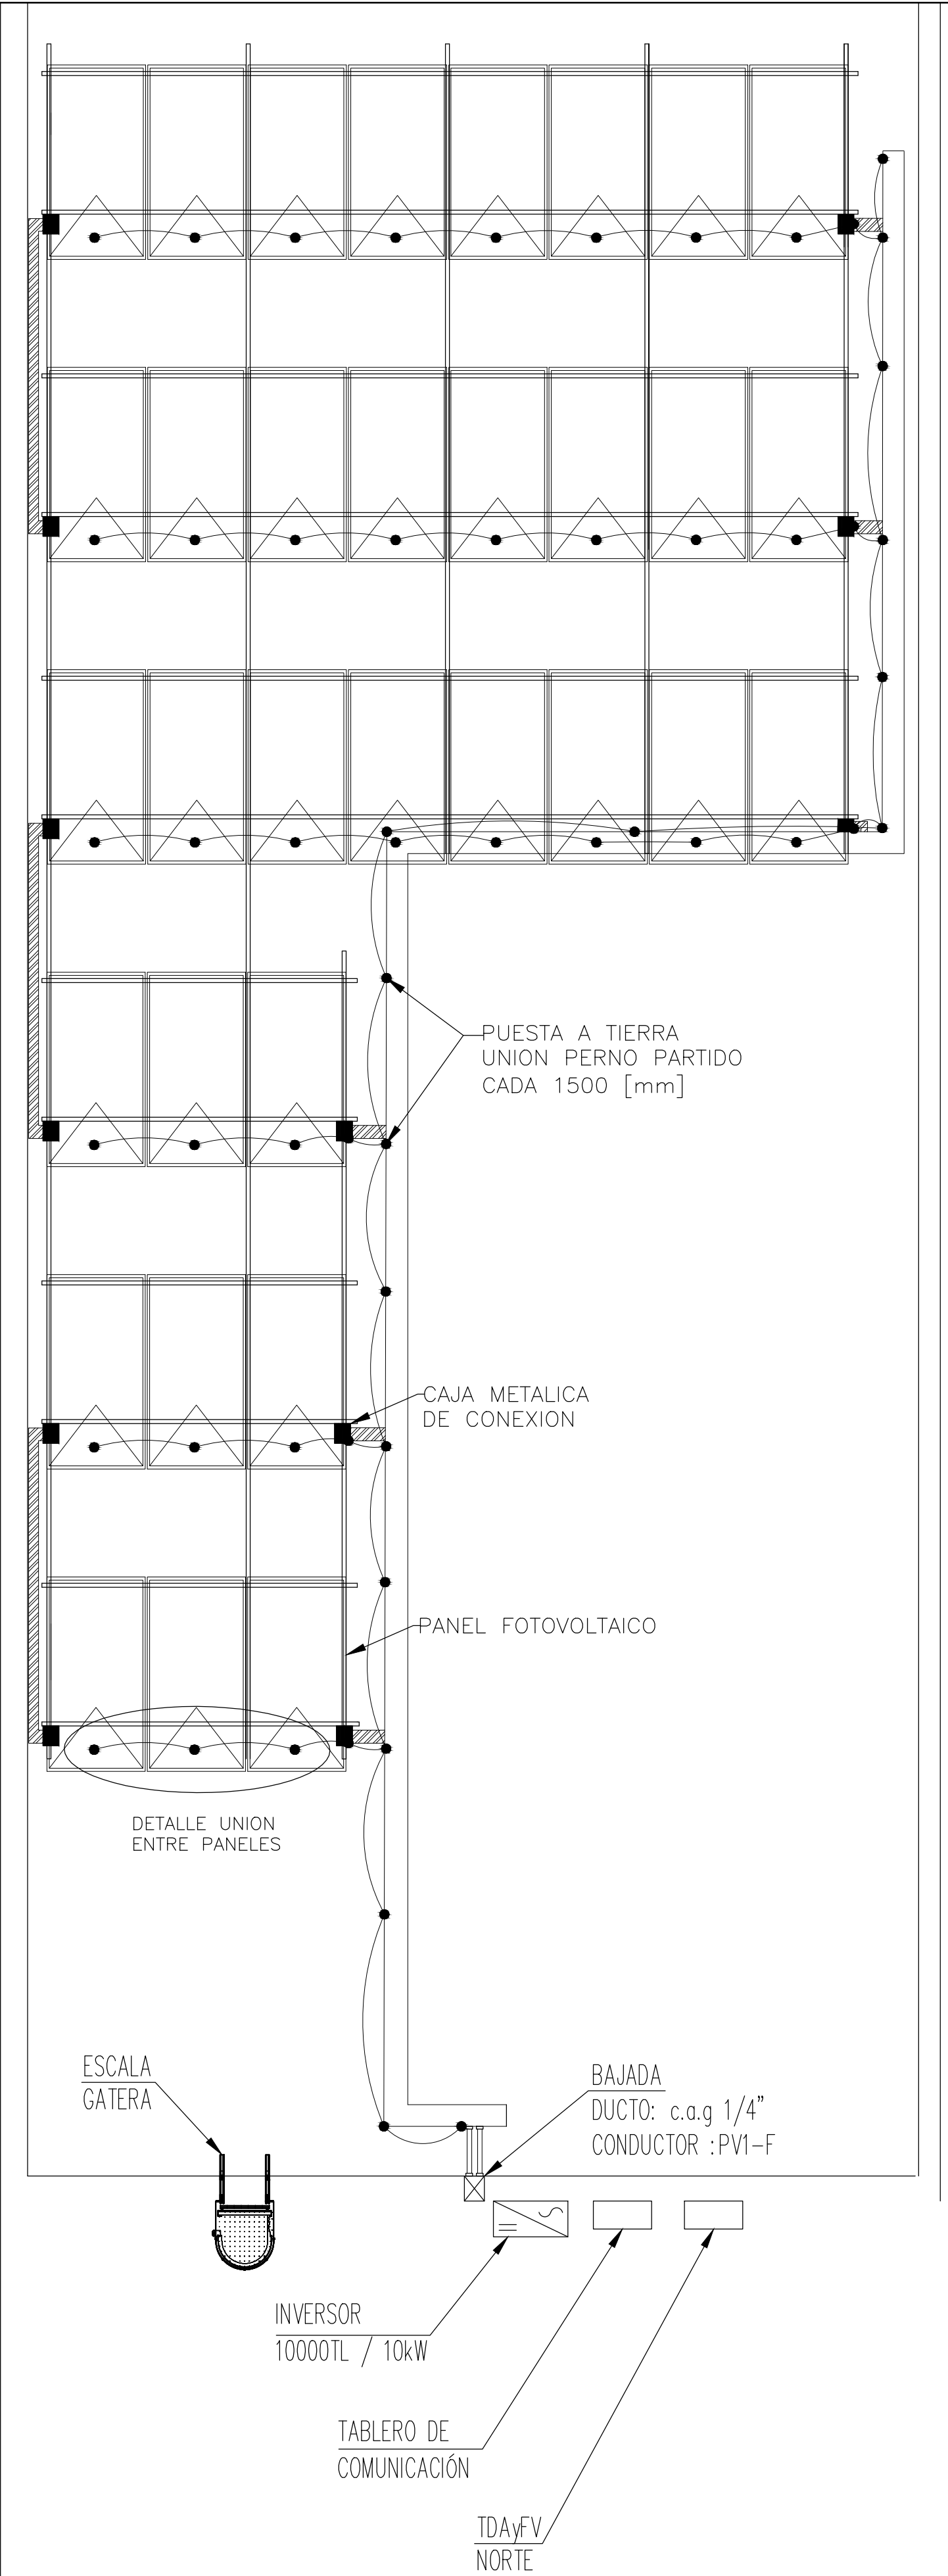 PUESTA A TIERRA
UNION PERNO PARTIDO
CADA 1500 [mm]
CAJA METALICA
DE CONEXION
PANEL FOTOVOLTAICO
DETALLE UNION
ENTRE PANELES
ESCALA
GATERA
BAJADA
DUCTO: c.a.g 1/4"
CONDUCTOR :PV1-F
INVERSOR
10000TL / 10kW
TABLERO DE
COMUNICACIÓN
TDAyFV
NORTE